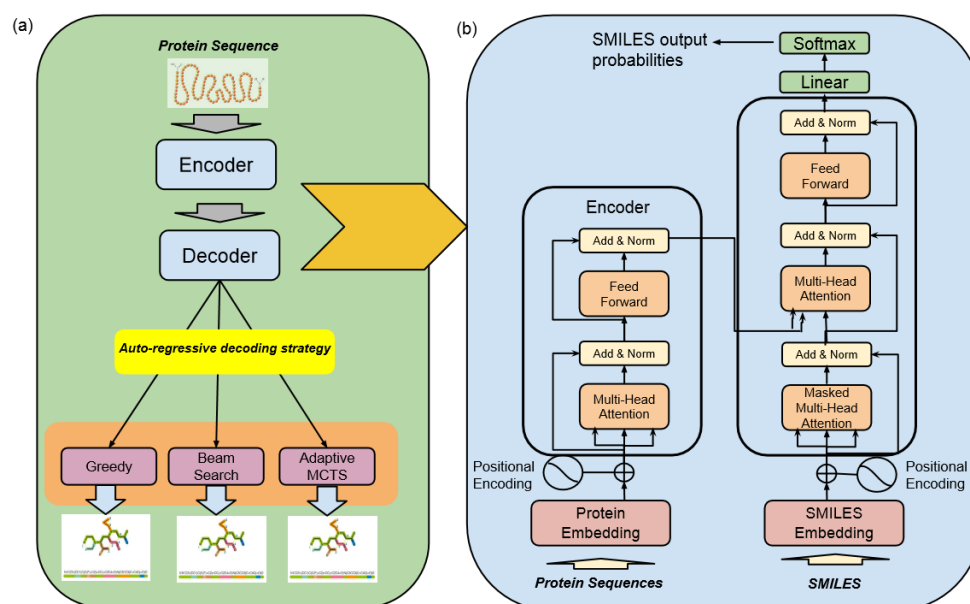 (a)
Protein Sequence
Encoder
Decoder
Auto-regressive decoding strategy
Greedy
Beam
Search
Adaptive
MCTS
(b)
SMILES output
probabilities
Softmax
Linear
Add & Norm
Feed
Forward
Add & Norm
Multi-Head
Attention
Add & Norm
Masked
Multi-Head
Attention
Encoder
Add & Norm
Feed
Forward
Add & Norm
Multi-Head
Attention
Positional
Encoding
Positional
Encoding
Protein
Embedding
SMILES
Embedding
Protein Sequences
SMILES